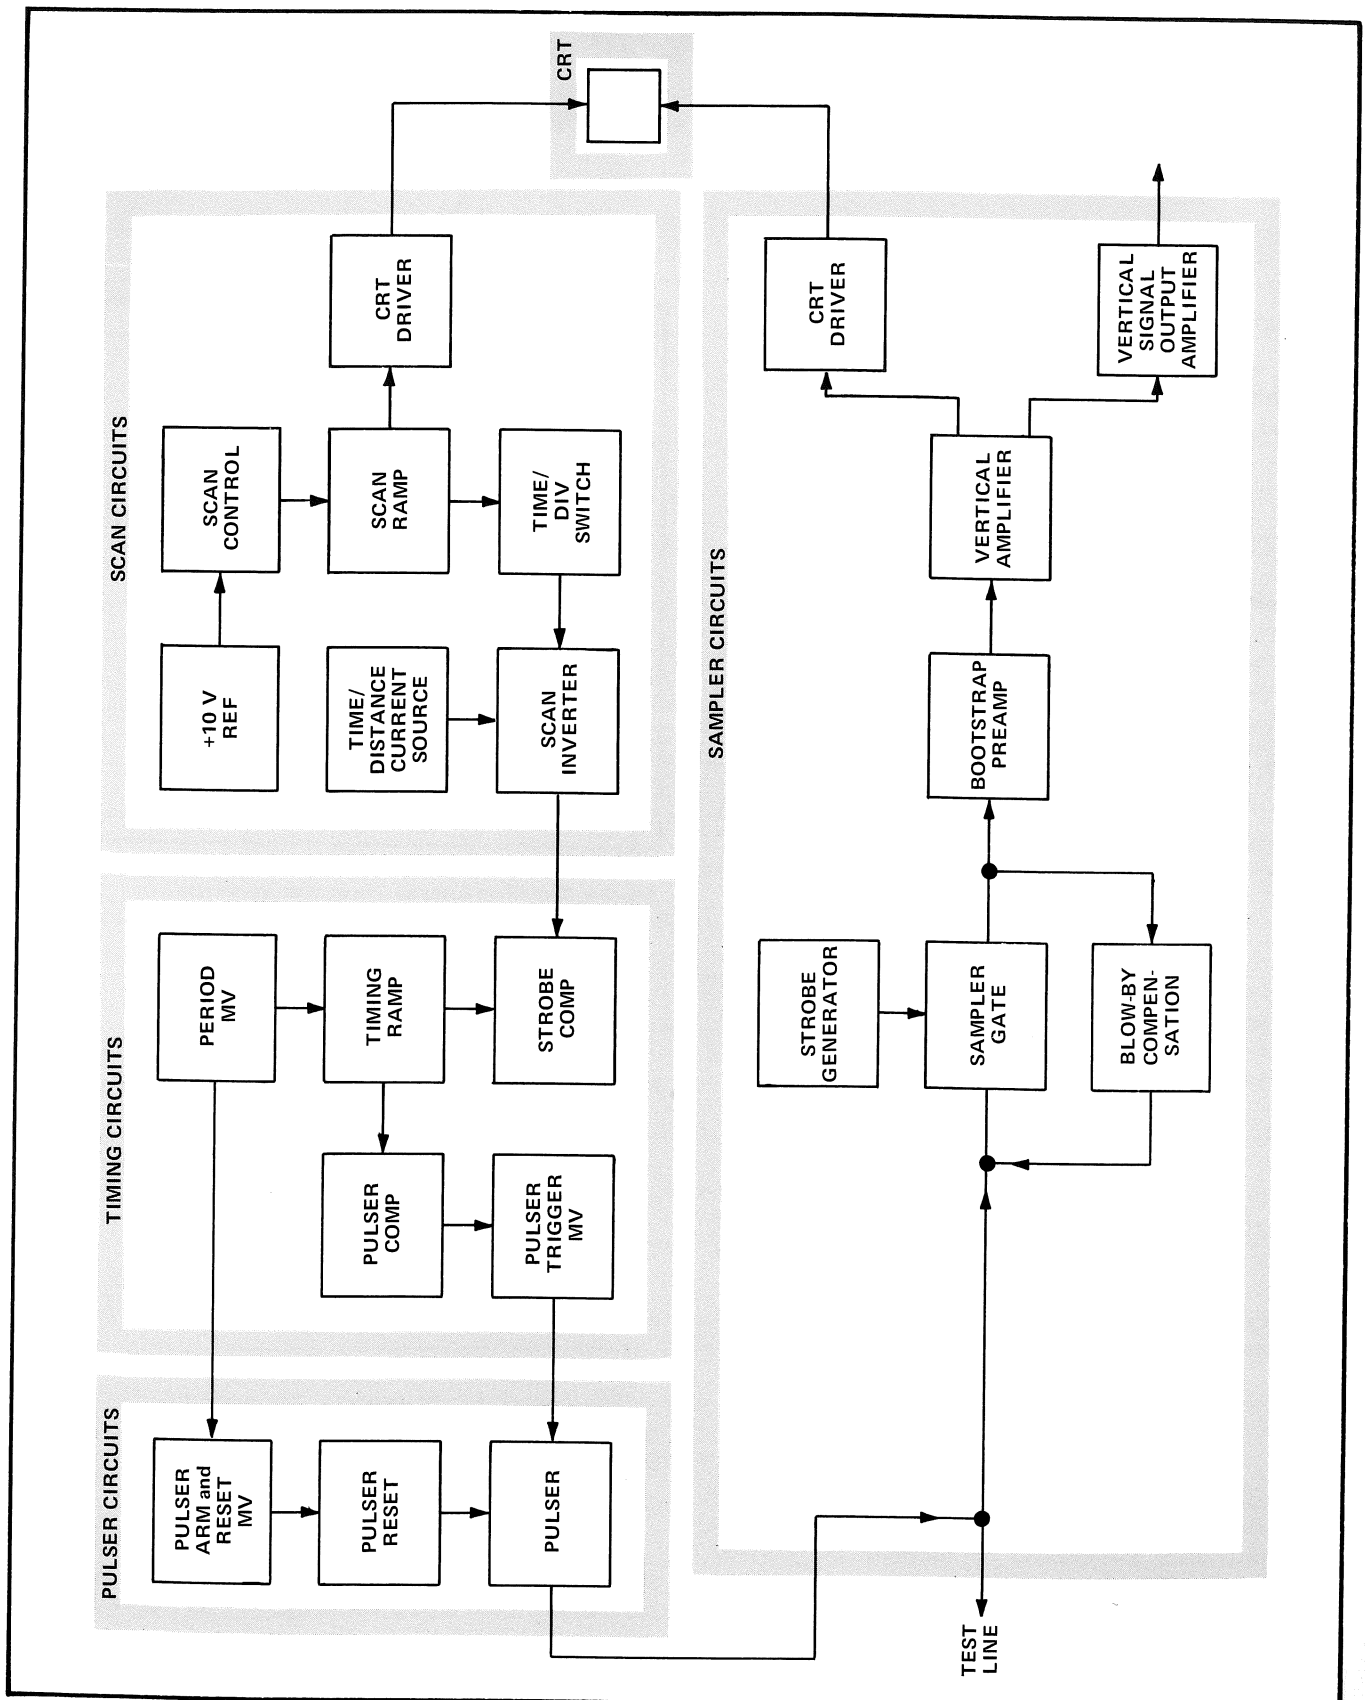 PULSER CIRCUITS
PULSER
ARM and
RESET
MV
PULSER
RESET
PULSER
TIMING CIRCUITS
PERIOD
MV
TIMING
RAMP
STROBE
COMP
PULSER
COMP
PULSER
TRIGGER
MV
SCAN CIRCUITS
+10 V
REF
SCAN
CONTROL
TIME/
DISTANCE
CURRENT
SOURCE
SCAN
RAMP
CRT
DRIVER
SCAN
INVERTER
TIME/
DIV
SWITCH
CRT
SAMPLER CIRCUITS
STROBE
GENERATOR
CRT
DRIVER
TEST
LINE
SAMPLER
GATE
BOOTSTRAP
PREAMP
VERTICAL
AMPLIFIER
BLOW-BY
COMPEN-
SATION
VERTICAL
SIGNAL
OUTPUT
AMPLIFIER